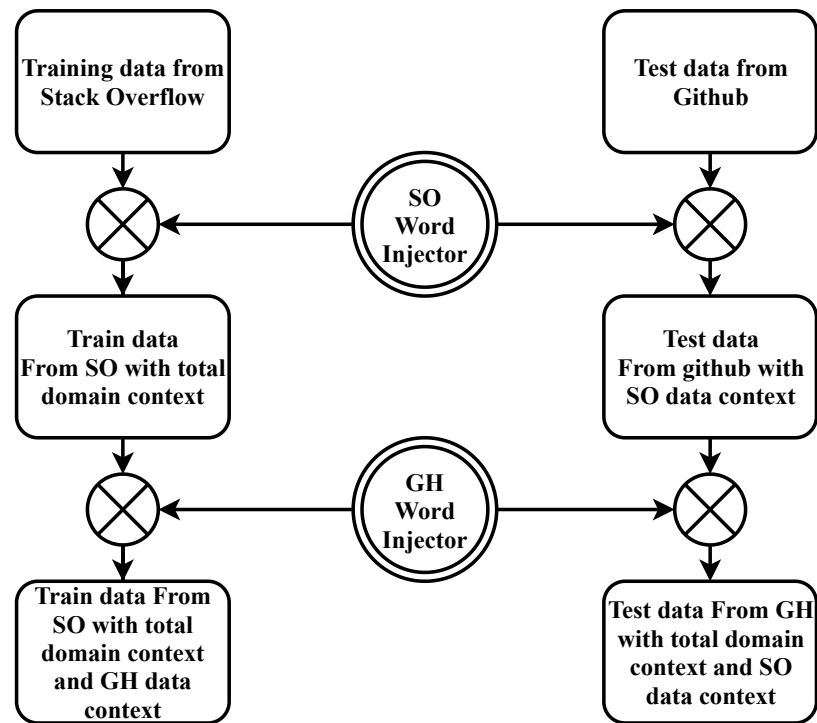 Training data from
Stack Overflow
Test data from
Github
SO
Word
Injector
Train data
From SO with total
domain context
Test data
From github with
SO data context
GH
Word
Injector
Train data From
SO with total
domain context
and GH data
context
Test data From GH
with total domain
context and SO
data context